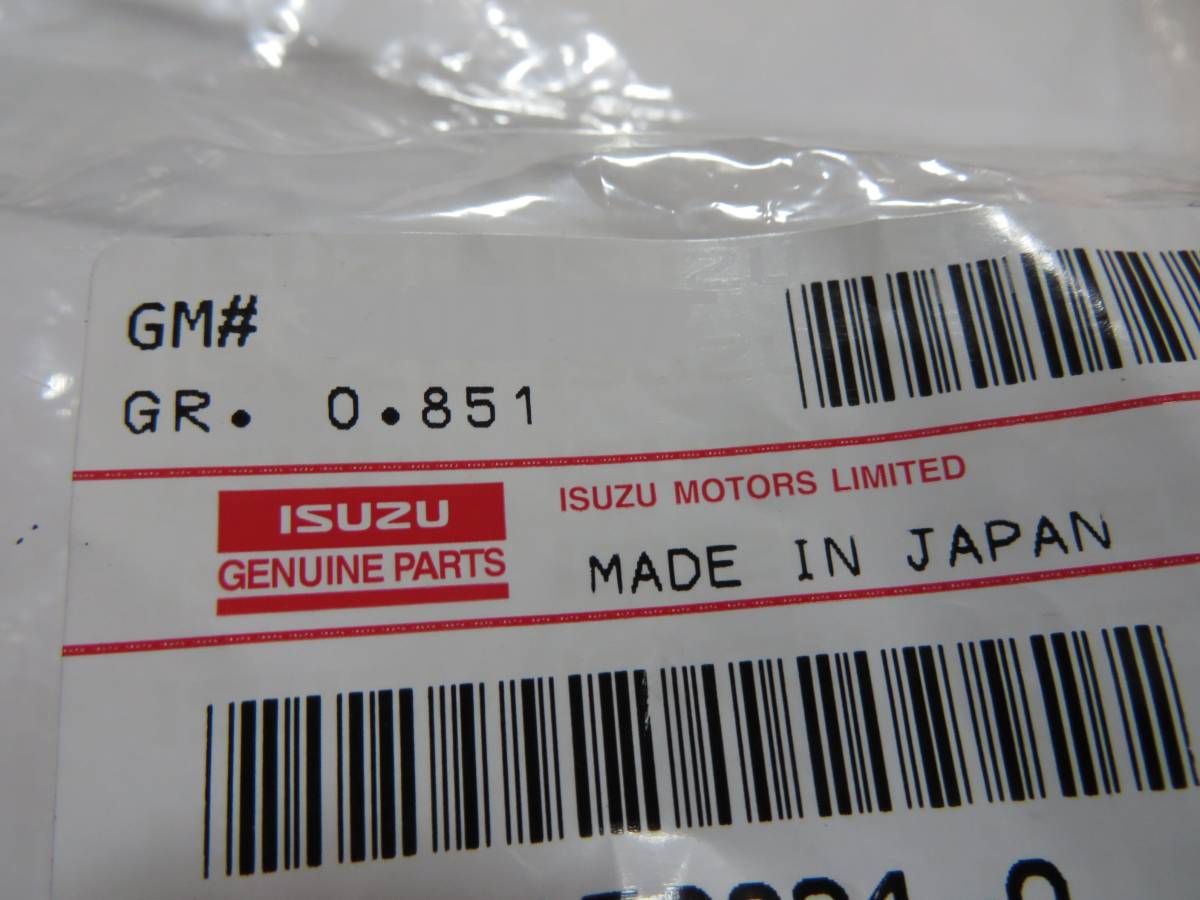 GM#
GR. 0.851
ISUZU
GENUINE PARTS
ISUZU MOTORS LIMITED
MADE IN JAPAN